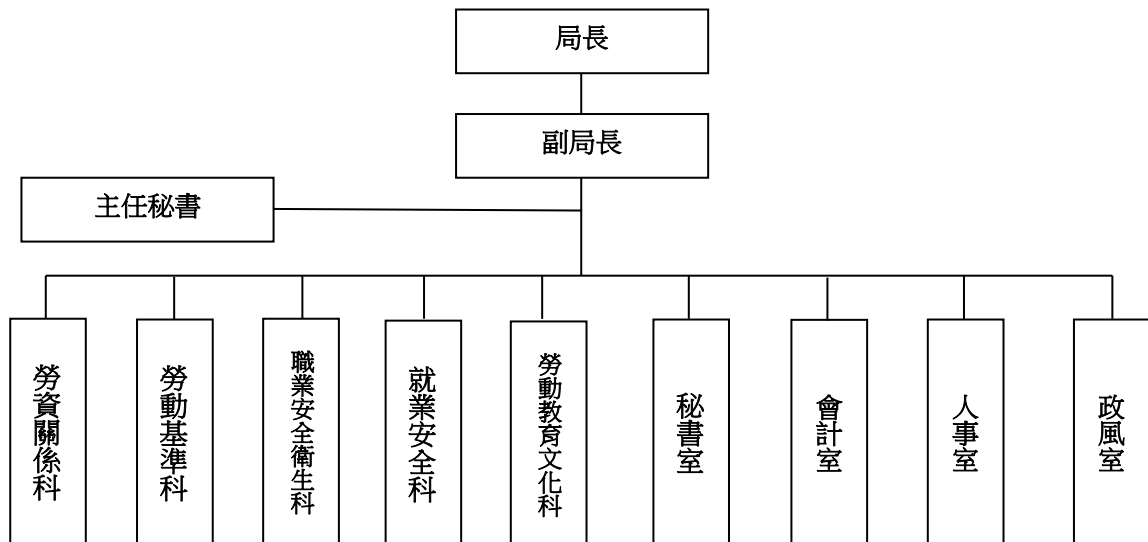 局長
副局長
主任秘書
勞資關係科
勞動基準科
職業安全衛生科
就業安全科
勞動教育文化科
秘書室
會計室
人事室
政風室